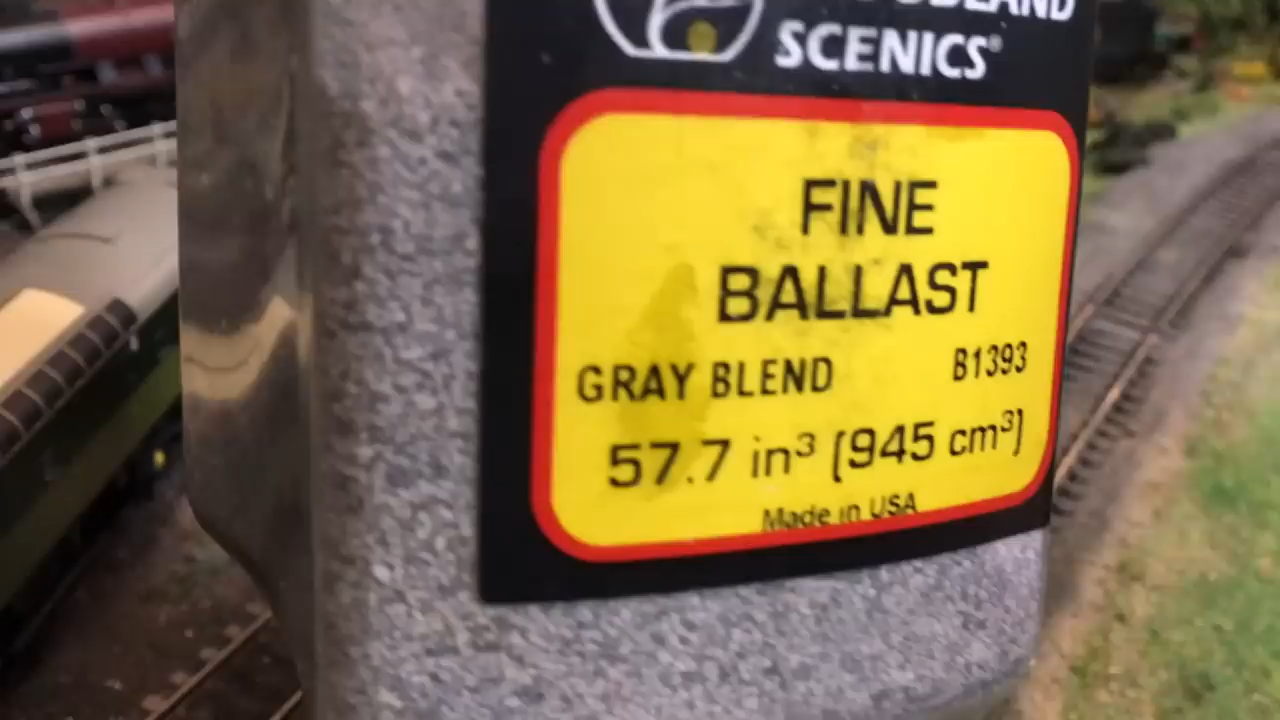 SCENICS®
FINE
BALLAST
GRAY BLEND B1393
57.7 in³ (945 cm³)
Made in USA